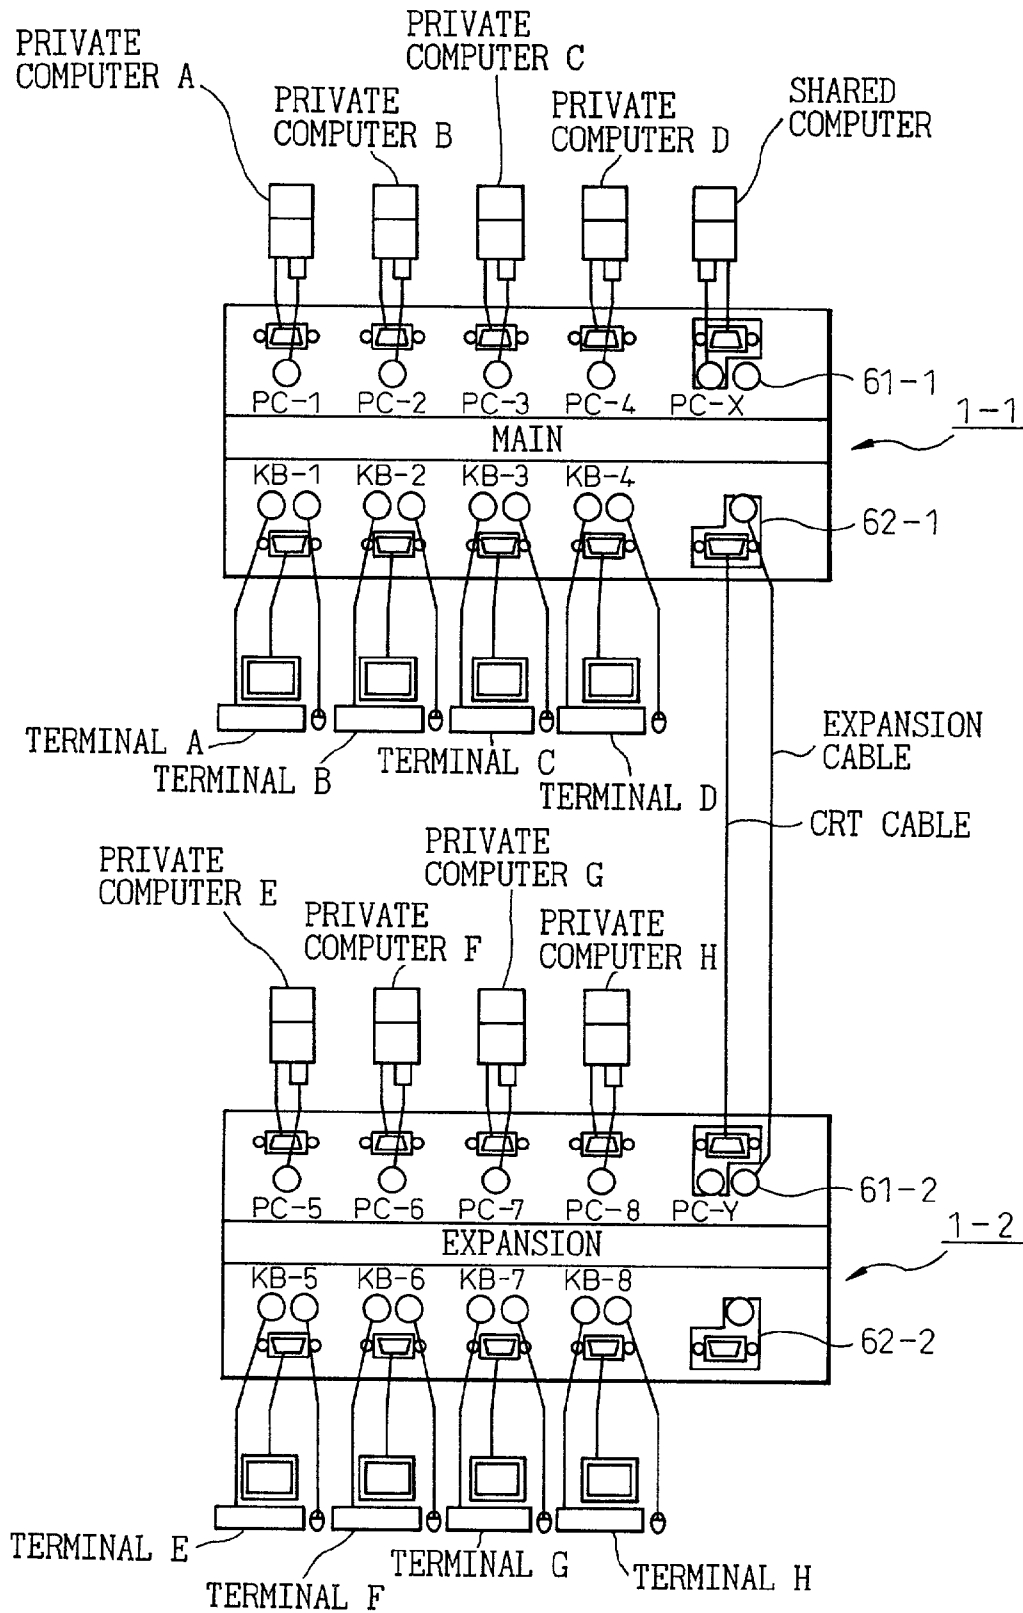 PRIVATE
COMPUTER A
PRIVATE
COMPUTER B
PRIVATE
COMPUTER C
PRIVATE
COMPUTER D
SHARED
COMPUTER
PC-1
PC-2
PC-3
PC-4
PC-X
61-1
1-1
MAIN
KB-1
KB-2
KB-3
KB-4
62-1
TERMINAL A
TERMINAL B
TERMINAL C
TERMINAL D
EXPANSION
CABLE
CRT CABLE
PRIVATE
COMPUTER E
PRIVATE
COMPUTER F
PRIVATE
COMPUTER G
PRIVATE
COMPUTER H
PC-5
PC-6
PC-7
PC-8
PC-Y
61-2
1-2
EXPANSION
KB-5
KB-6
KB-7
KB-8
62-2
TERMINAL E
TERMINAL F
TERMINAL G
TERMINAL H